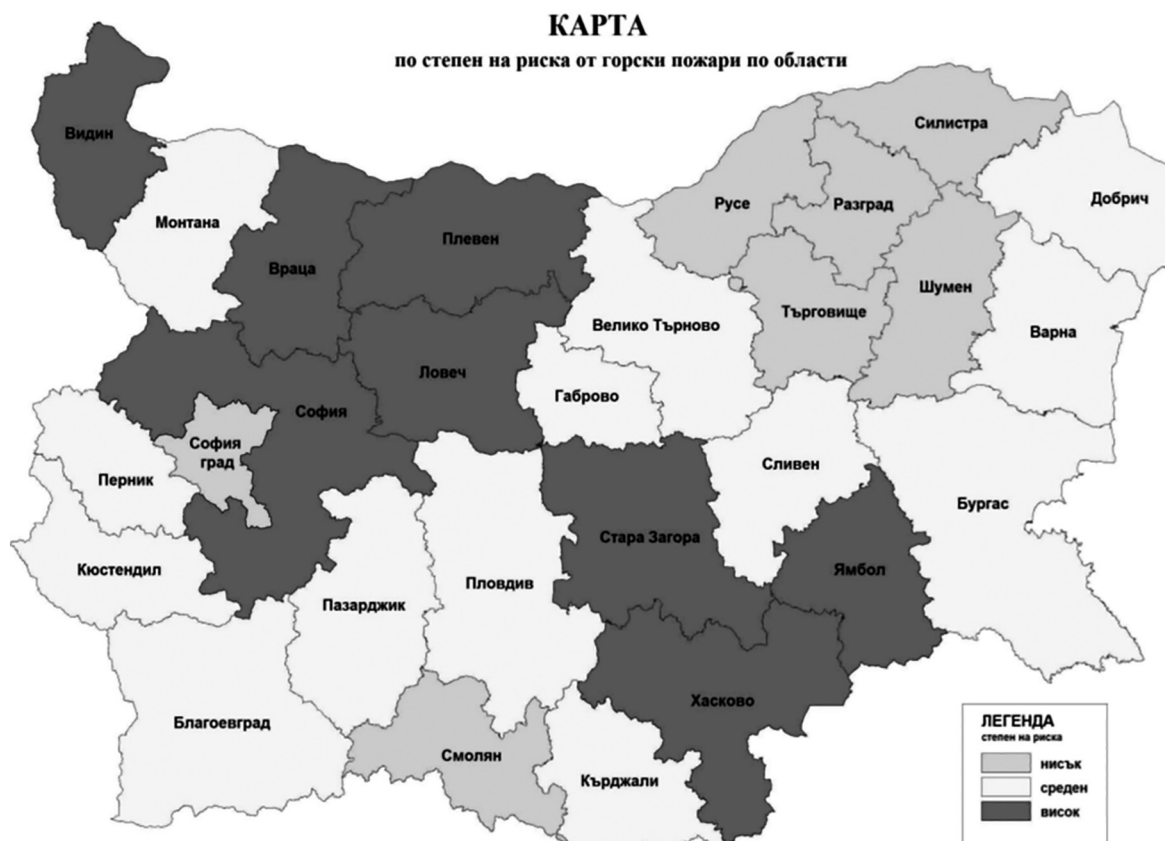 КАРТА
по степен на риска от горски пожари по области
Видин
Монтана
Враца
Плевен
Ловеч
Велико Търново
Габрово
Русе
Разград
Силистра
Търговище
Шумен
Добрич
Варна
София
София
град
Перник
Кюстендил
Благоевград
Пазарджик
Пловдив
Смолян
Стара Загора
Сливен
Ямбол
Бургас
Хасково
Кърджали
ЛЕГЕНДА
степен на риска
нисък
среден
висок